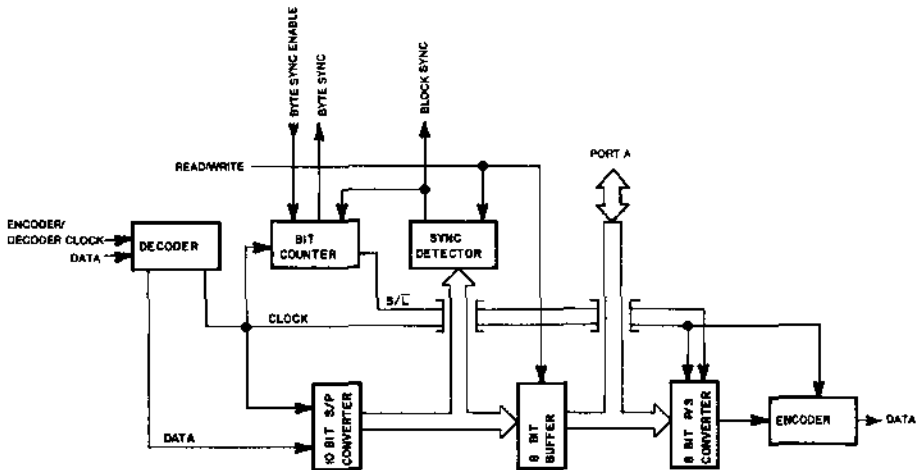 BYTE SYNC ENABLE
BYTE SYNC
BLOCK SYNC
READ/WRITE
PORT A
ENCODER/
DECODER CLOCK
DATA
DECODER
BIT
COUNTER
SYNC
DETECTOR
S/L
CLOCK
DATA
10 BIT S/P
CONVERTER
8 BIT
BUFFER
8 BIT P/S
CONVERTER
ENCODER
DATA